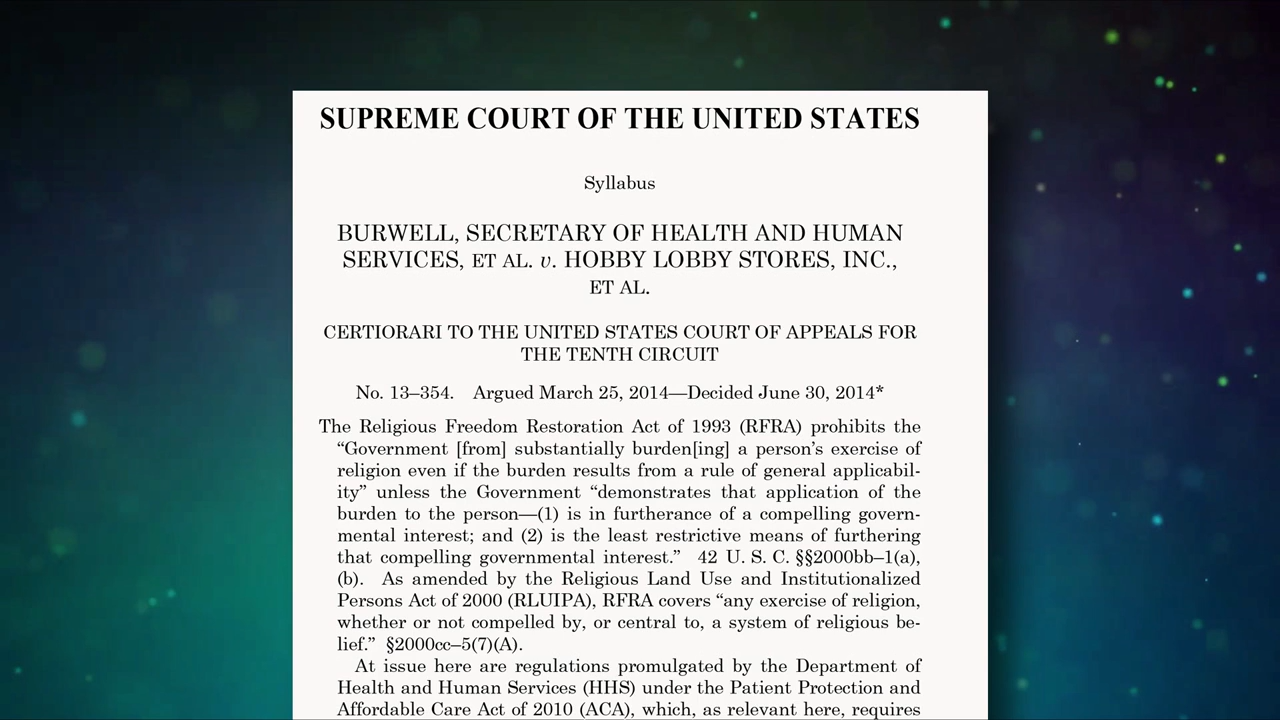 SUPREME COURT OF THE UNITED STATES
Syllabus
BURWELL, SECRETARY OF HEALTH AND HUMAN
SERVICES, ET AL. v. HOBBY LOBBY STORES, INC.,
ET AL.
CERTIORARI TO THE UNITED STATES COURT OF APPEALS FOR
THE TENTH CIRCUIT
No. 13–354. Argued March 25, 2014—Decided June 30, 2014*
The Religious Freedom Restoration Act of 1993 (RFRA) prohibits the
“Government [from] substantially burden[ing] a person’s exercise of
religion even if the burden results from a rule of general applicabil-
ity” unless the Government “demonstrates that application of the
burden to the person—(1) is in furtherance of a compelling govern-
mental interest; and (2) is the least restrictive means of furthering
that compelling governmental interest.” 42 U. S. C. §§2000bb–1(a),
(b). As amended by the Religious Land Use and Institutionalized
Persons Act of 2000 (RLUIPA), RFRA covers “any exercise of religion,
whether or not compelled by, or central to, a system of religious be-
lief.” §2000cc–5(7)(A).
At issue here are regulations promulgated by the Department of
Health and Human Services (HHS) under the Patient Protection and
Affordable Care Act of 2010 (ACA), which, as relevant here, requires